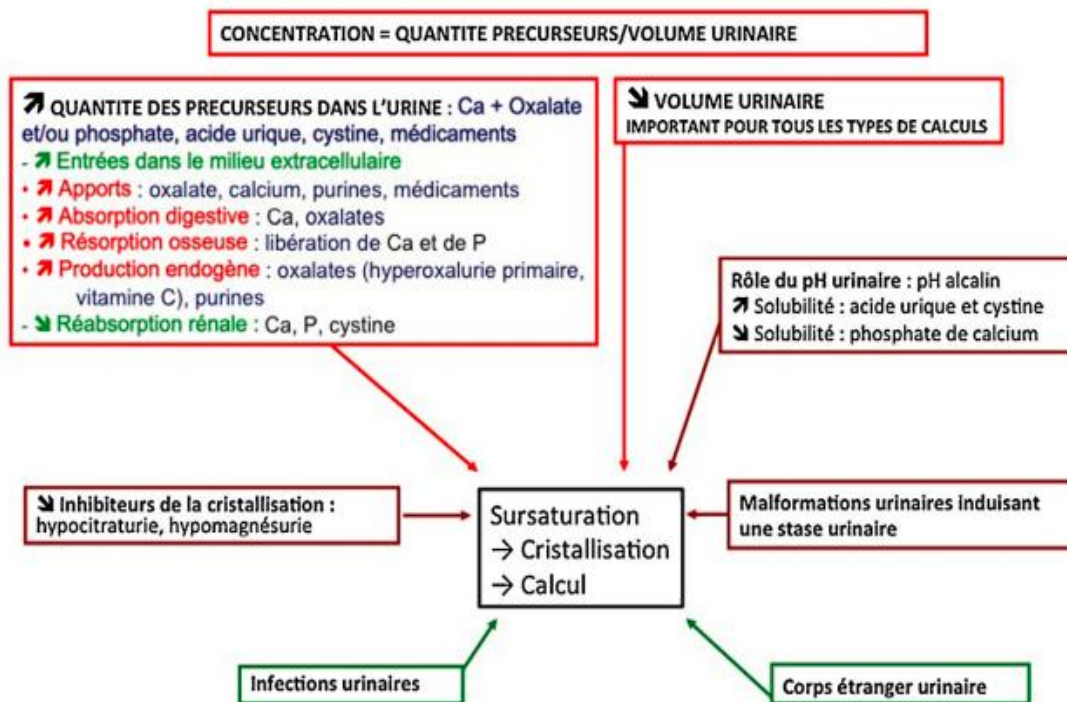 CONCENTRATION = QUANTITE PRECURSEURS/VOLUME URINAIRE
↗ QUANTITE DES PRECURSEURS DANS L'URINE : Ca + Oxalate
et/ou phosphate, acide urique, cystine, médicaments
- ↗ Entrées dans le milieu extracellulaire
• ↗ Apports : oxalate, calcium, purines, médicaments
• ↗ Absorption digestive : Ca, oxalates
• ↗ Résorption osseuse : libération de Ca et de P
• ↗ Production endogène : oxalates (hyperoxalurie primaire,
vitamine C), purines
- ↘ Réabsorption rénale : Ca, P, cystine
↘ VOLUME URINAIRE
IMPORTANT POUR TOUS LES TYPES DE CALCULS
Rôle du pH urinaire : pH alcalin
↗ Solubilité : acide urique et cystine
↘ Solubilité : phosphate de calcium
↘ Inhibiteurs de la cristallisation :
hypocitraturie, hypomagnésurie
Sursaturation
→ Cristallisation
→ Calcul
Malformations urinaires induisant
une stase urinaire
Infections urinaires
Corps étranger urinaire